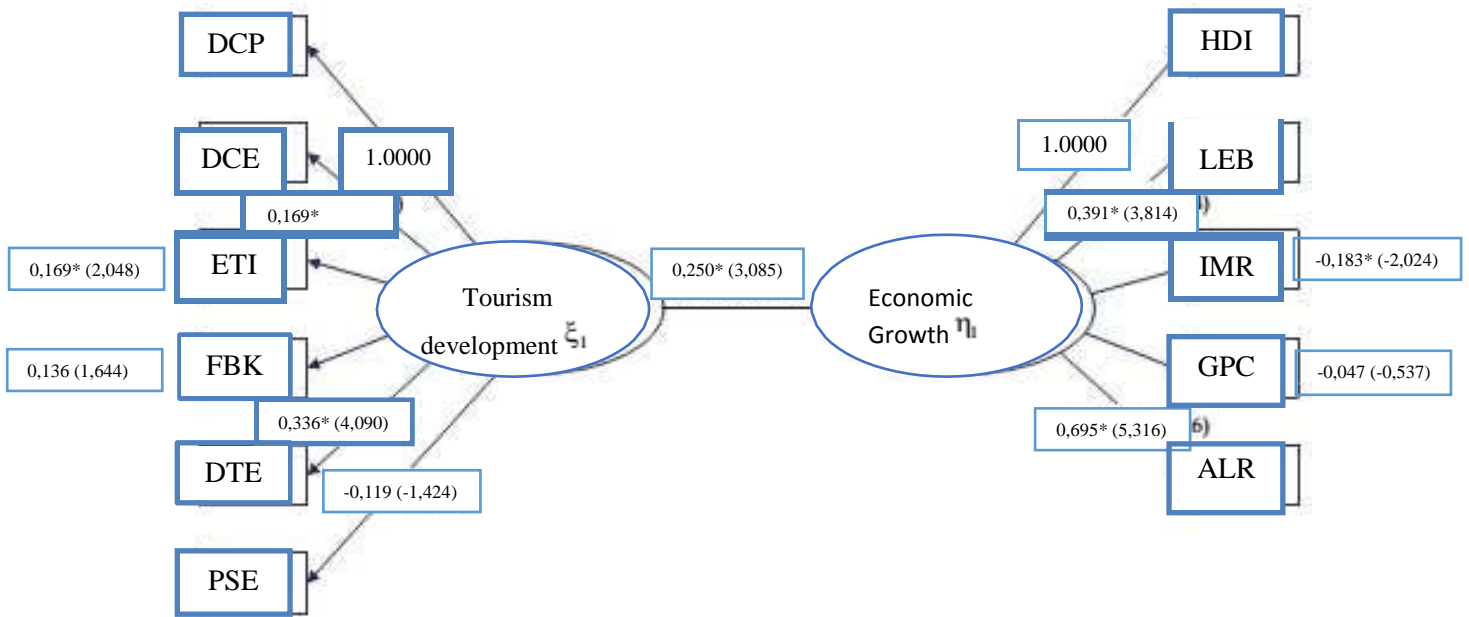 DCP
HDI
DCE
1.0000
1.0000
LEB
0,169*
0,391* (3,814)
0,169* (2,048)
ETI
0,250* (3,085)
IMR
-0,183* (-2,024)
Tourism
development ξ1
Economic
Growth η1
0,136 (1,644)
FBK
GPC
-0,047 (-0,537)
0,336* (4,090)
0,695* (5,316)
6)
DTE
-0,119 (-1,424)
ALR
PSE